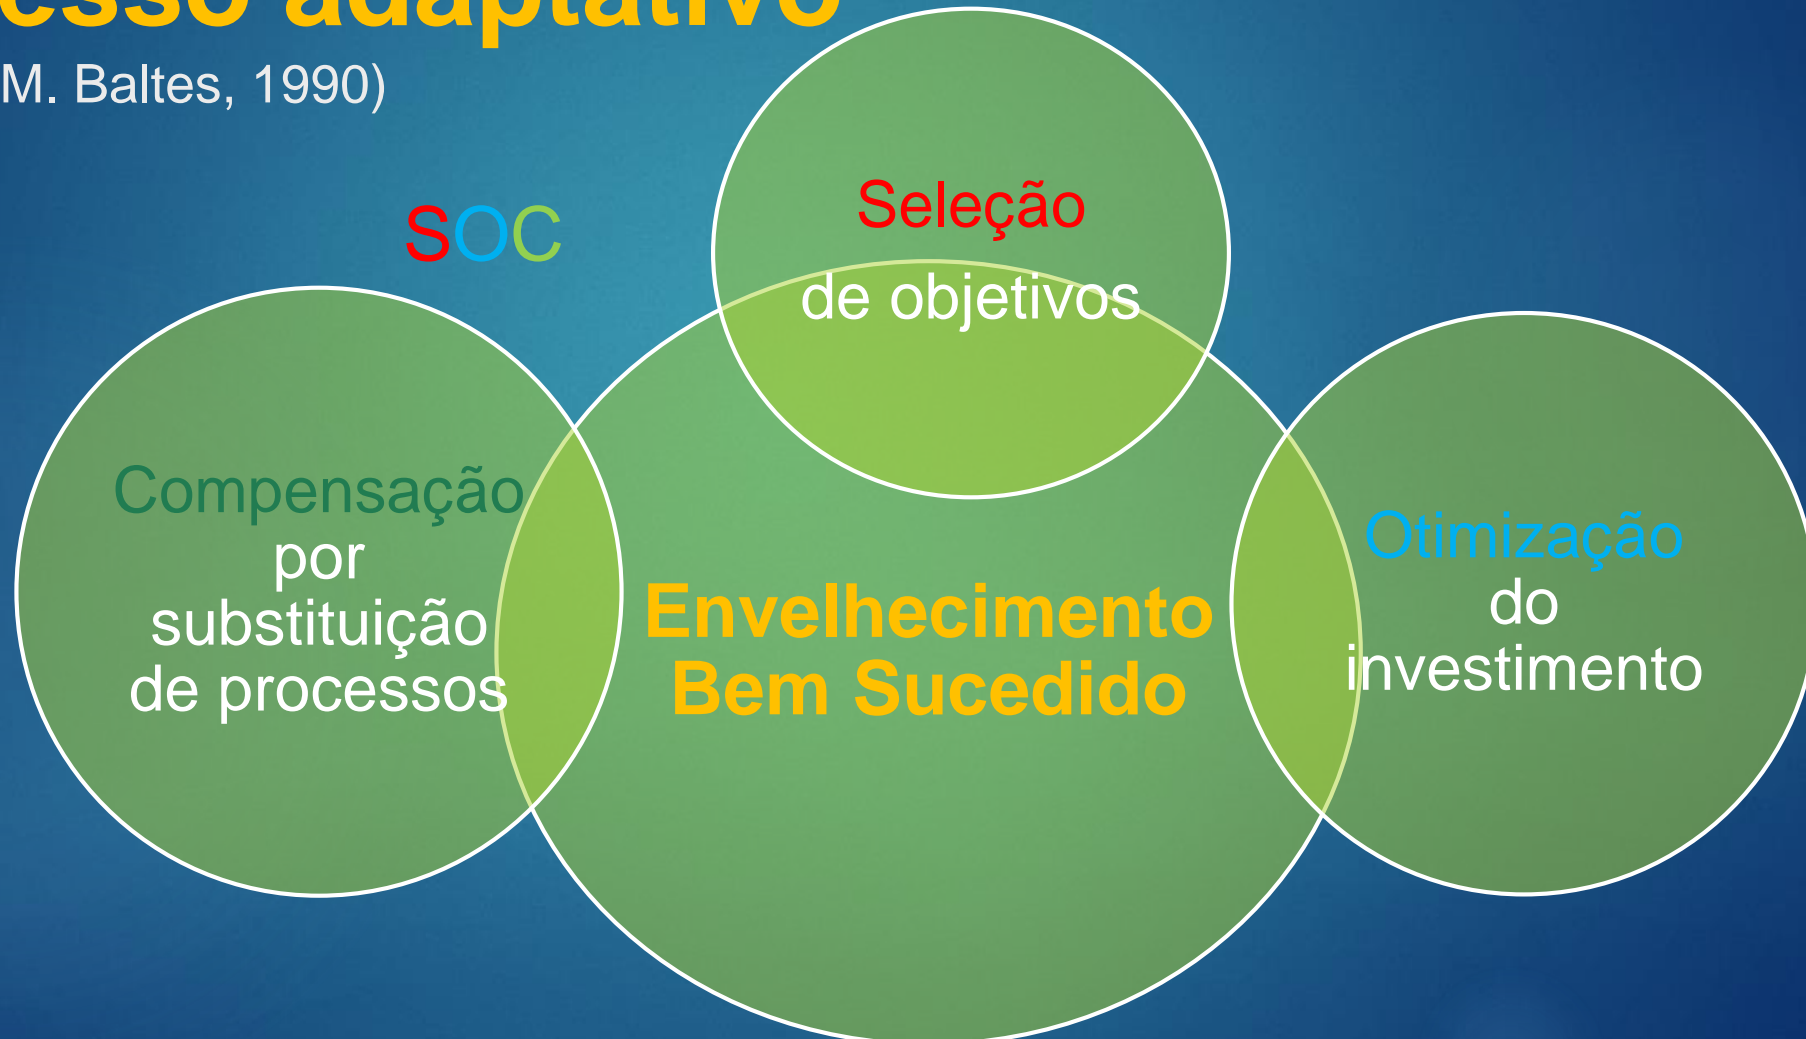 esso adaptativo
M. Baltes, 1990)
SOC
Seleção
de objetivos
Compensação
por
substituição
de processos
Envelhecimento
Bem Sucedido
Otimização
do
investimento